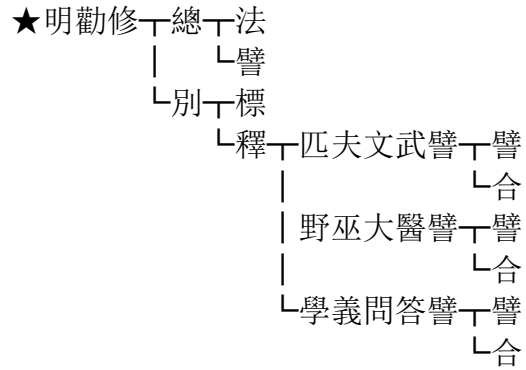 ★明勸修┬總┬法
│ └譬
└別┬標
└釋┬匹夫文武譬┬譬
│ └合
│野巫大醫譬┬譬
│ └合
└學義問答譬┬譬
└合